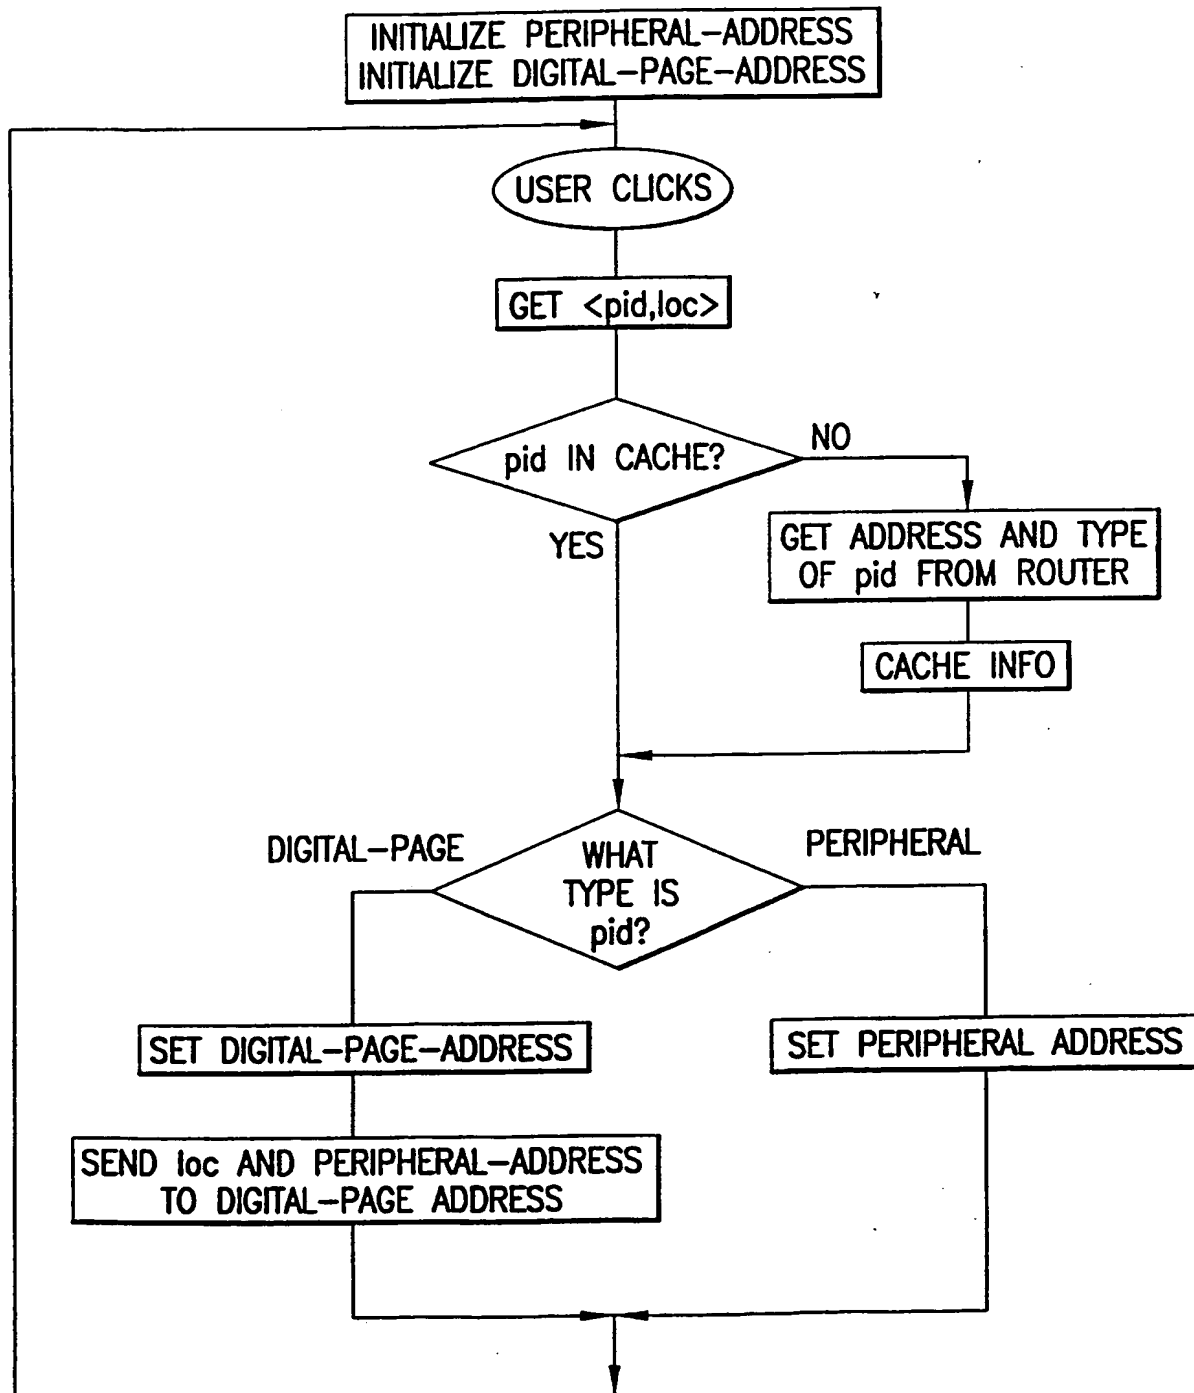 INITIALIZE PERIPHERAL-ADDRESS
INITIALIZE DIGITAL-PAGE-ADDRESS
USER CLICKS
GET <pid,loc>
pid IN CACHE?
NO
YES
GET ADDRESS AND TYPE
OF pid FROM ROUTER
CACHE INFO
DIGITAL-PAGE
WHAT
TYPE IS
pid?
PERIPHERAL
SET DIGITAL-PAGE-ADDRESS
SET PERIPHERAL ADDRESS
SEND loc AND PERIPHERAL-ADDRESS
TO DIGITAL-PAGE ADDRESS